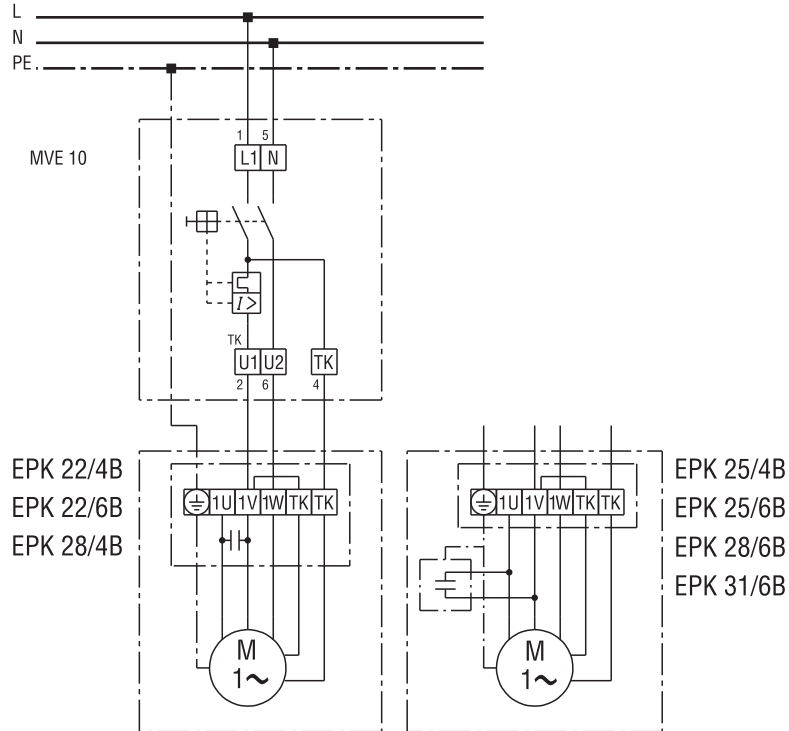 L
N
PE
1 5
MVE 10
L1 N
I >
TK
U1 U2 TK
2 6 4
EPK 22/4B
EPK 22/6B
EPK 28/4B
1U 1V 1W TK TK
M
1~
1U 1V 1W TK TK
M
1~
EPK 25/4B
EPK 25/6B
EPK 28/6B
EPK 31/6B